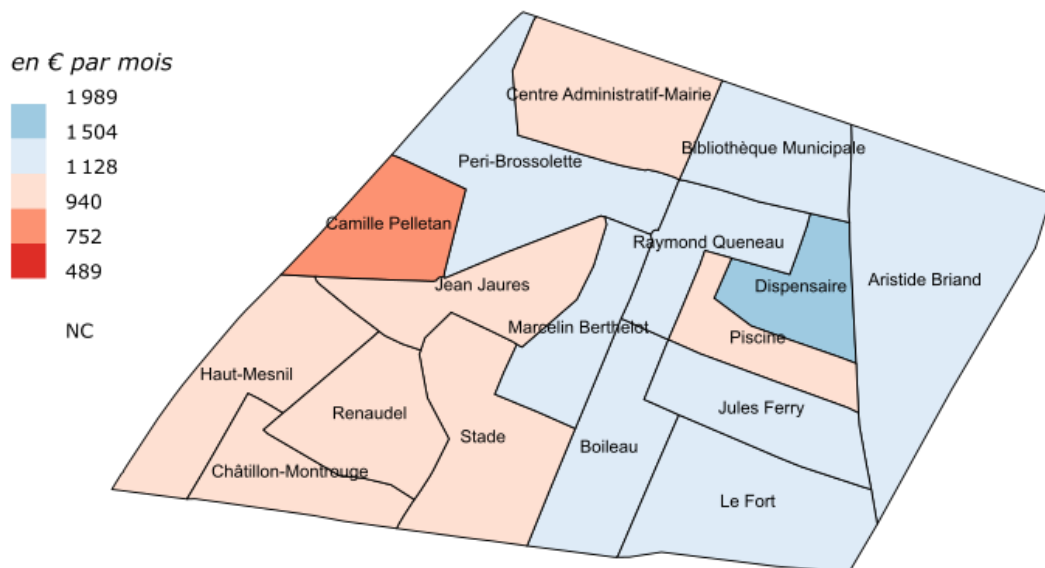 en € par mois
1 989
1 504
1 128
940
752
489
NC
Centre Administratif-Mairie
Bibliothèque Municipale
Peri-Brossolette
Camille Pelletan
Raymond Queneau
Aristide Briand
Dispensaire
Jean Jaures
Marcelin Berthelot
Piscine
Haut-Mesnil
Jules Ferry
Renaudel
Stade
Boileau
Châtillon-Montrouge
Le Fort